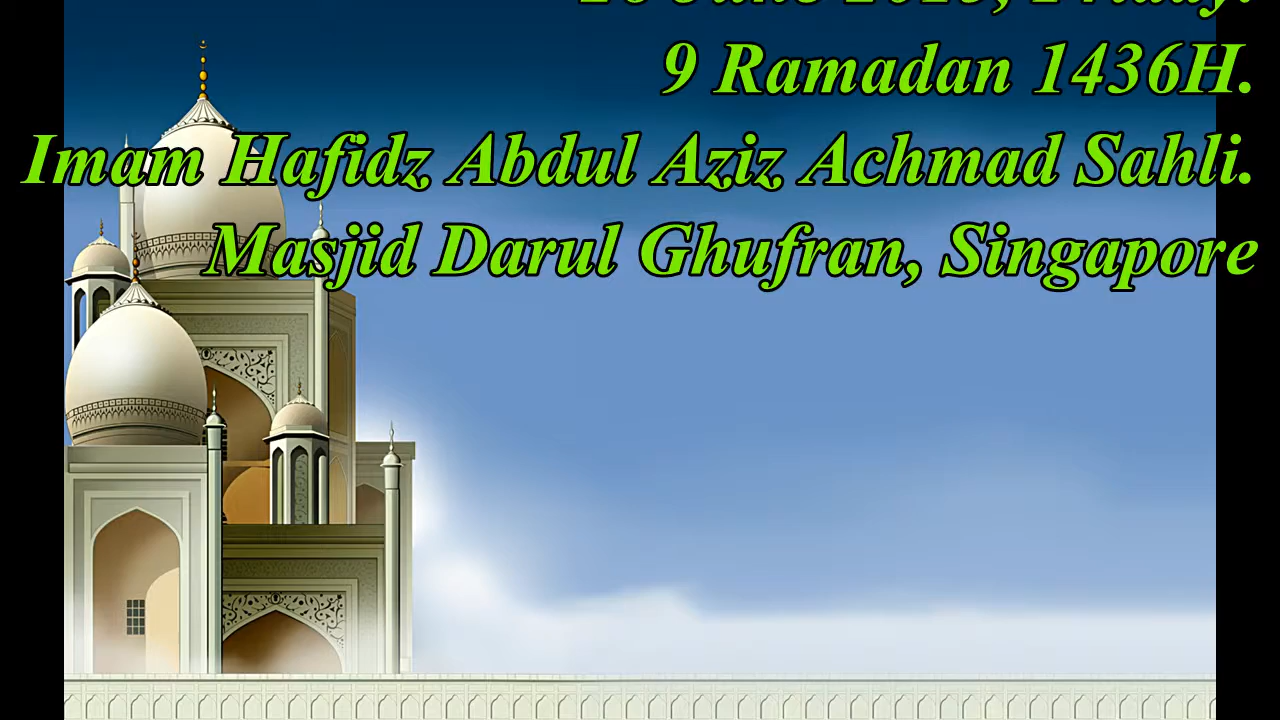 9 Ramadan 1436H.
Imam Hafidz Abdul Aziz Achmad Sahli.
Masjid Darul Ghufran, Singapore